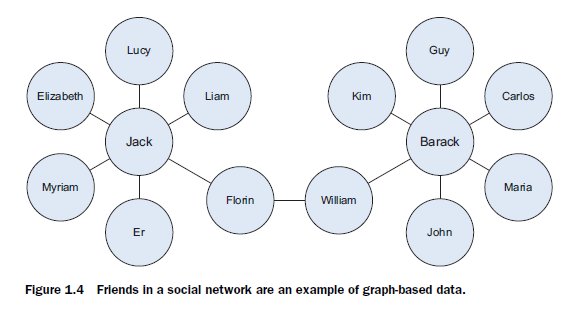 Lucy
Guy
Elizabeth
Liam
Kim
Carlos
Jack
Barack
Myriam
Florin
William
Maria
Er
John
Figure 1.4 Friends in a social network are an example of graph-based data.